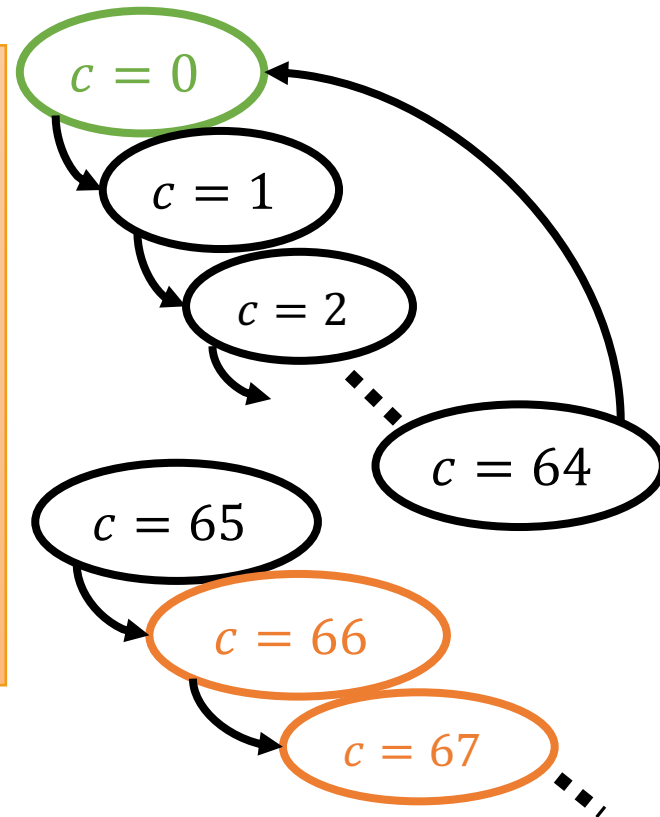 c = 0
c = 1
c = 2
c = 64
c = 65
c = 66
c = 67